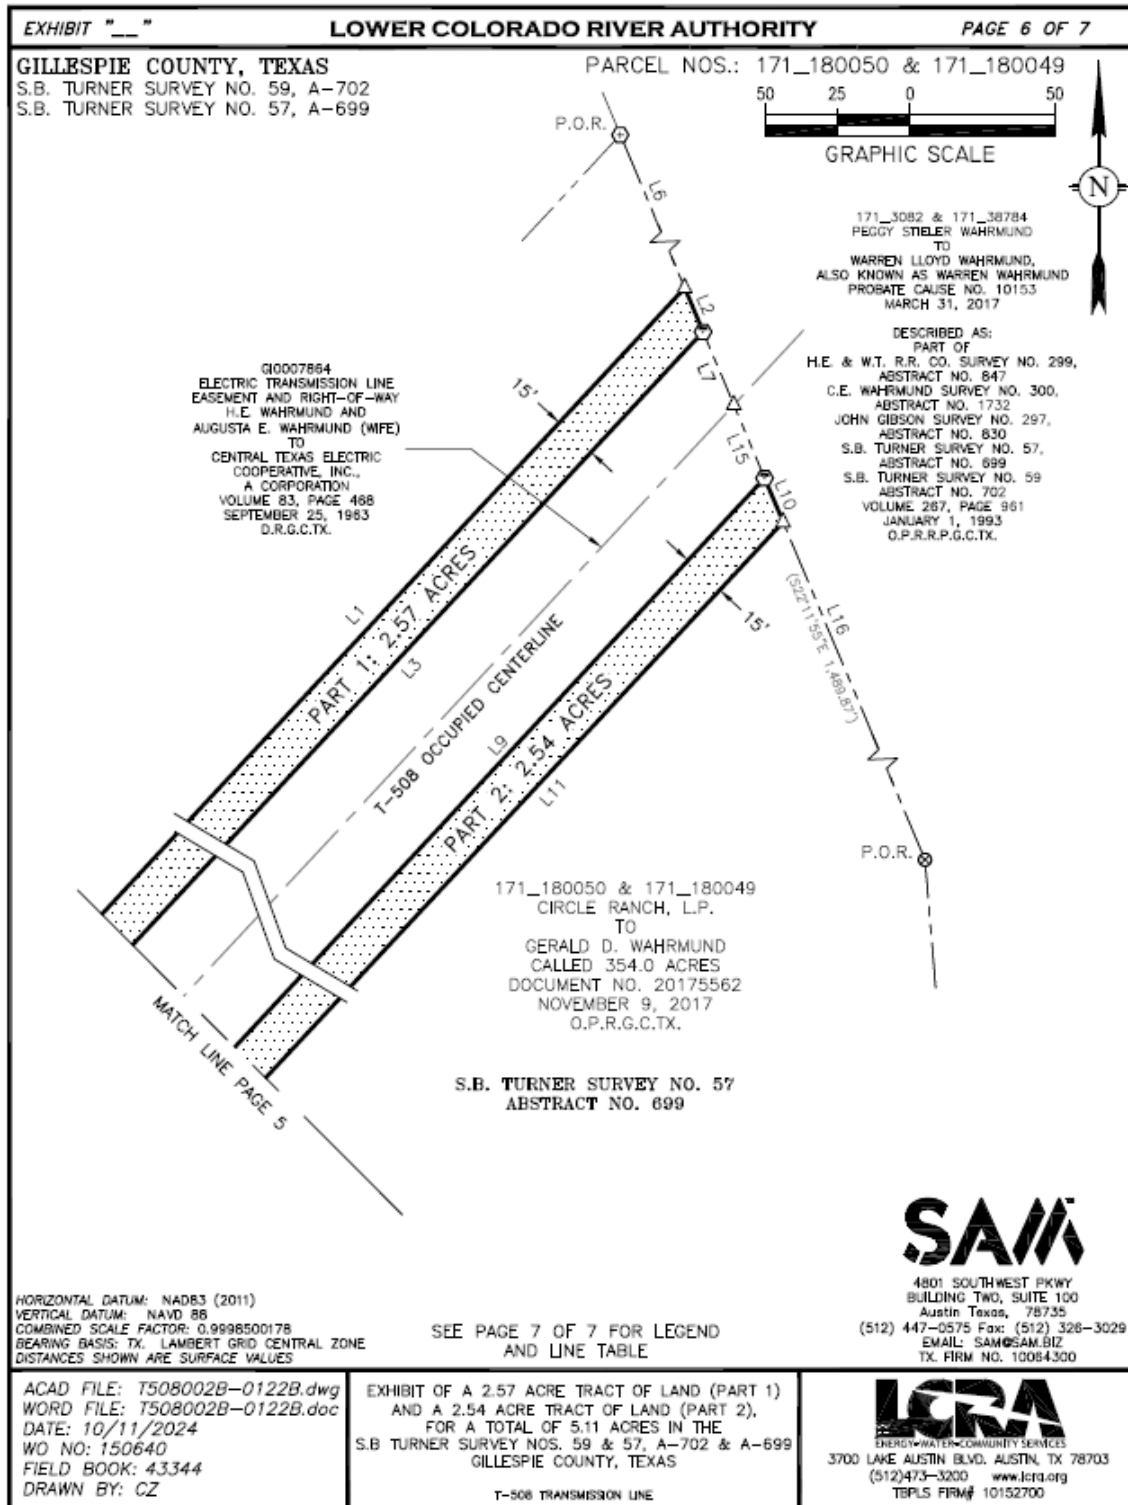 EXHIBIT "__"
LOWER COLORADO RIVER AUTHORITY
PAGE 6 OF 7
GILLESPIE COUNTY, TEXAS
S.B. TURNER SURVEY NO. 59, A-702
S.B. TURNER SURVEY NO. 57, A-699
PARCEL NOS.: 171_180050 & 171_180049
50 25 0 50
GRAPHIC SCALE
N
P.O.R.
L6
171_3082 & 171_38784
PEGGY STIELER WAHRMUND
TO
WARREN LLOYD WAHRMUND,
ALSO KNOWN AS WARREN WAHRMUND
PROBATE CAUSE NO. 10153
MARCH 31, 2017
DESCRIBED AS:
PART OF
H.E. & W.T. R.R. CO. SURVEY NO. 299,
ABSTRACT NO. 847
C.E. WAHRMUND SURVEY NO. 300,
ABSTRACT NO. 1732
JOHN GIBSON SURVEY NO. 297,
ABSTRACT NO. 830
S.B. TURNER SURVEY NO. 57,
ABSTRACT NO. 699
S.B. TURNER SURVEY NO. 59
ABSTRACT NO. 702
VOLUME 267, PAGE 961
JANUARY 1, 1993
O.P.R.R.P.G.C.TX.
L2
L7
L15
L10
GI0007864
ELECTRIC TRANSMISSION LINE
EASEMENT AND RIGHT-OF-WAY
H.E. WAHRMUND AND
AUGUSTA E. WAHRMUND (WIFE)
TO
CENTRAL TEXAS ELECTRIC
COOPERATIVE, INC.,
A CORPORATION
VOLUME 83, PAGE 468
SEPTEMBER 25, 1963
D.R.G.C.TX.
15'
L1
PART 1: 2.57 ACRES
L3
T-508 OCCUPIED CENTERLINE
L9
PART 2: 2.54 ACRES
L11
15'
L16
(S22°11'55"E 1,489.87')
P.O.R.
171_180050 & 171_180049
CIRCLE RANCH, L.P.
TO
GERALD D. WAHRMUND
CALLED 354.0 ACRES
DOCUMENT NO. 20175562
NOVEMBER 9, 2017
O.P.R.G.C.TX.
MATCH LINE PAGE 5
S.B. TURNER SURVEY NO. 57
ABSTRACT NO. 699
SAM
4801 SOUTHWEST PKWY
BUILDING TWO, SUITE 100
Austin Texas, 78735
(512) 447-0575 Fax: (512) 326-3029
EMAIL: SAM@SAM.BIZ
TX. FIRM NO. 10064300
HORIZONTAL DATUM: NAD83 (2011)
VERTICAL DATUM: NAVD 88
COMBINED SCALE FACTOR: 0.9998500178
BEARING BASIS: TX. LAMBERT GRID CENTRAL ZONE
DISTANCES SHOWN ARE SURFACE VALUES
SEE PAGE 7 OF 7 FOR LEGEND
AND LINE TABLE
ACAD FILE: T508002B-0122B.dwg
WORD FILE: T508002B-0122B.doc
DATE: 10/11/2024
WO NO: 150640
FIELD BOOK: 43344
DRAWN BY: CZ
EXHIBIT OF A 2.57 ACRE TRACT OF LAND (PART 1)
AND A 2.54 ACRE TRACT OF LAND (PART 2),
FOR A TOTAL OF 5.11 ACRES IN THE
S.B TURNER SURVEY NOS. 59 & 57, A-702 & A-699
GILLESPIE COUNTY, TEXAS
T-508 TRANSMISSION LINE
LCRA
ENERGY•WATER•COMMUNITY SERVICES
3700 LAKE AUSTIN BLVD. AUSTIN, TX 78703
(512)473-3200 www.lcra.org
TBPLS FIRM# 10152700